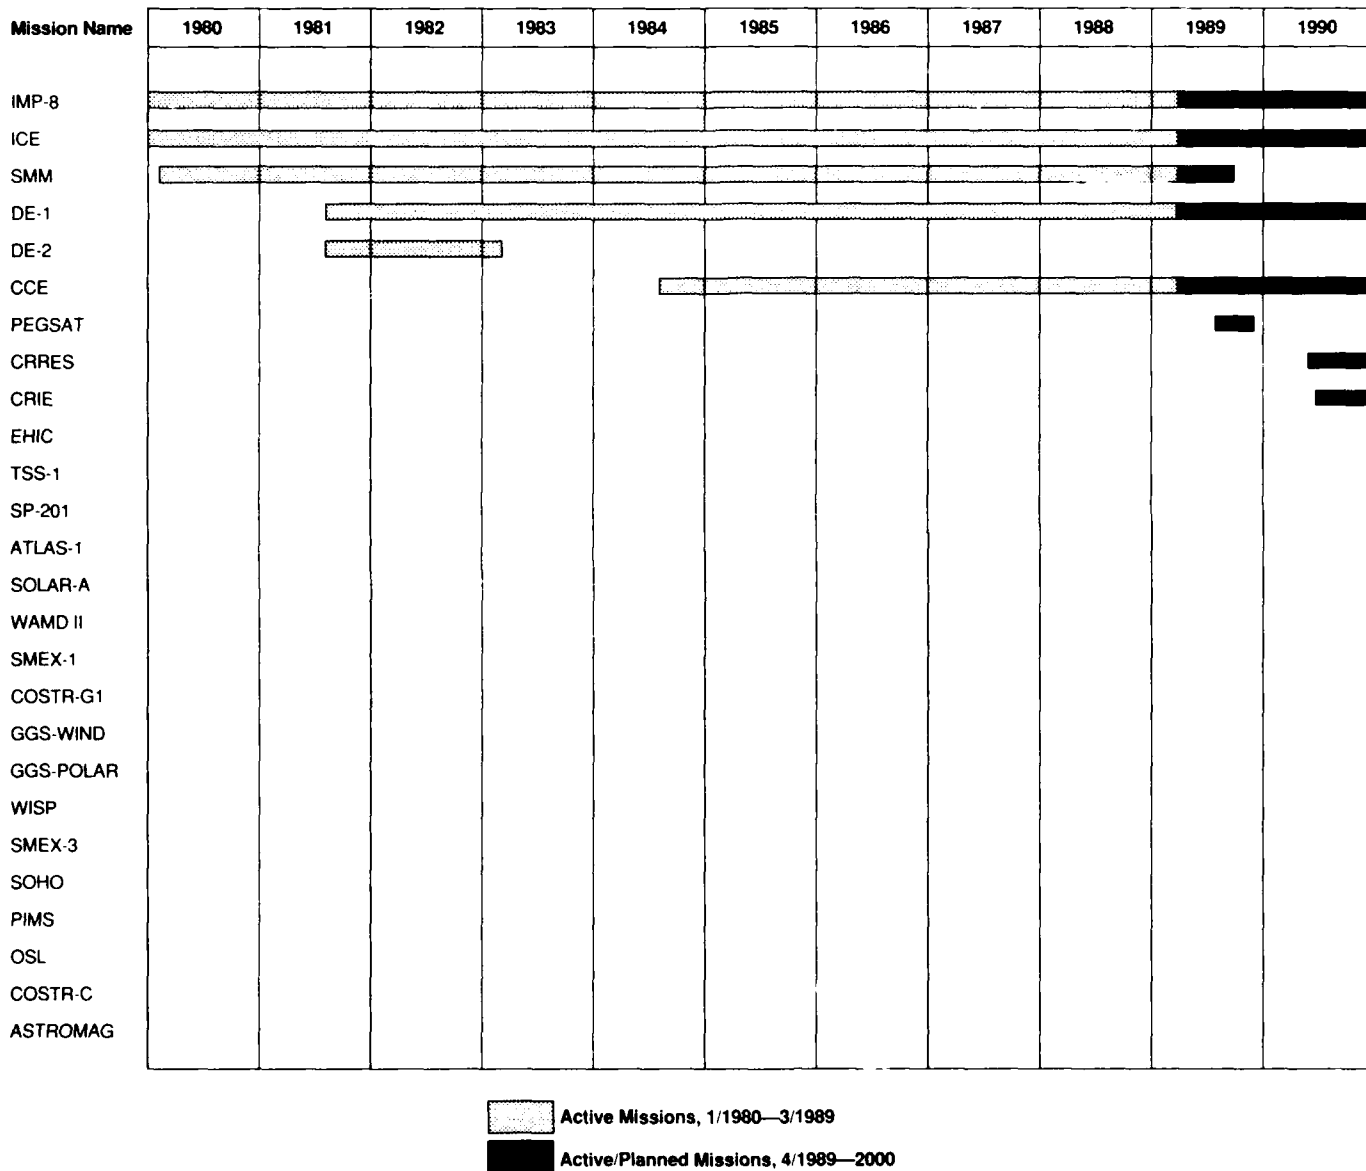 Mission Name 1980 1981 1982 1983 1984 1985 1986 1987 1988 1989 1990
IMP-8
ICE
SMM
DE-1
DE-2
CCE
PEGSAT
CRRES
CRIE
EHIC
TSS-1
SP-201
ATLAS-1
SOLAR-A
WAMD II
SMEX-1
COSTR-G1
GGS-WIND
GGS-POLAR
WISP
SMEX-3
SOHO
PIMS
OSL
COSTR-C
ASTROMAG
Active Missions, 1/1980—3/1989
Active/Planned Missions, 4/1989—2000